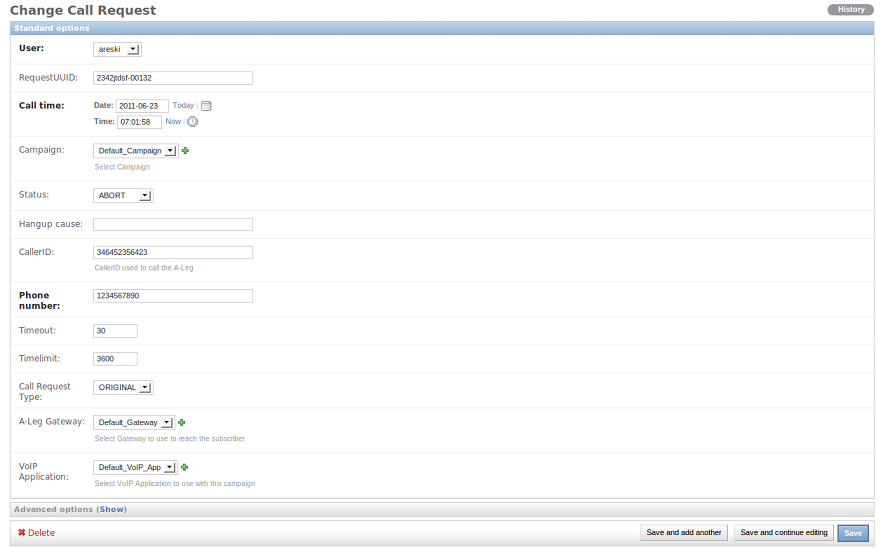 Change Call Request
History
Standard options
User: areski
RequestUUID: 2342jtdsf-00132
Call time: Date: 2011-06-23 Today |
Time: 07:01:58 Now |
Campaign: Default_Campaign
Select Campaign
Status: ABORT
Hangup cause:
CallerID: 346452356423
CallerID used to call the A-Leg
Phone 1234567890
number:
Timeout: 30
Timelimit: 3600
Call Request ORIGINAL
Type:
A-Leg Gateway: Default_Gateway
Select Gateway to use to reach the subscriber
VoIP Default_VoIP_App
Application:
Select VoIP Application to use with this campaign
Advanced options (Show)
Delete Save and add another Save and continue editing Save